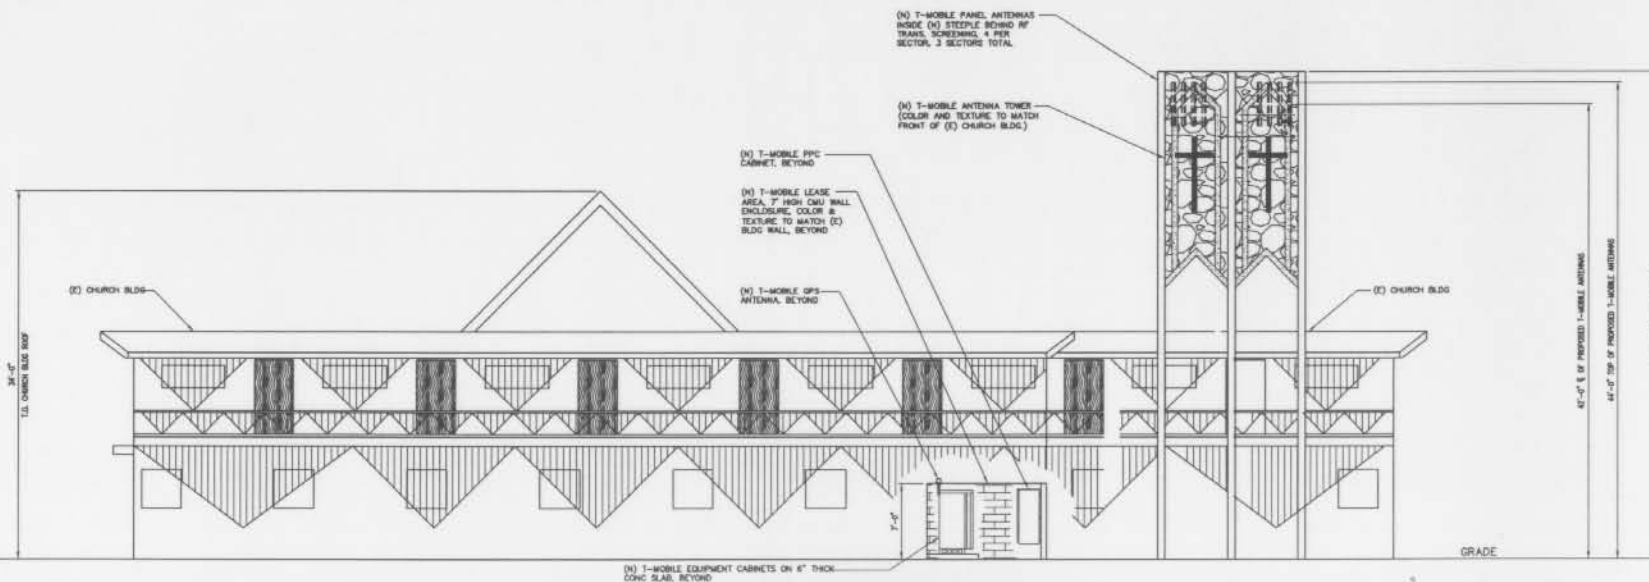 (N) T-MOBILE PANEL ANTENNAS
INSIDE (N) STEEPLE BEHIND RF
TRANS. SCREENING, 4 PER
SECTOR, 3 SECTORS TOTAL
(N) T-MOBILE ANTENNA TOWER
(COLOR AND TEXTURE TO MATCH
FRONT OF (E) CHURCH BLDG.)
(N) T-MOBILE PPC
CABINET, BEYOND
(N) T-MOBILE LEASE
AREA, 7' HIGH CMU WALL
ENCLOSURE, COLOR &
TEXTURE TO MATCH (E)
BLDG WALL, BEYOND
(N) T-MOBILE GPS
ANTENNA, BEYOND
(E) CHURCH BLDG
(E) CHURCH BLDG
34'-0"
T.O. CHURCH BLDG ROOF
42'-0" ℄ OF PROPOSED T-MOBILE ANTENNAS
44'-0" TOP OF PROPOSED T-MOBILE ANTENNAS
7'-0"
GRADE
(N) T-MOBILE EQUIPMENT CABINETS ON 6" THICK
CONC SLAB, BEYOND